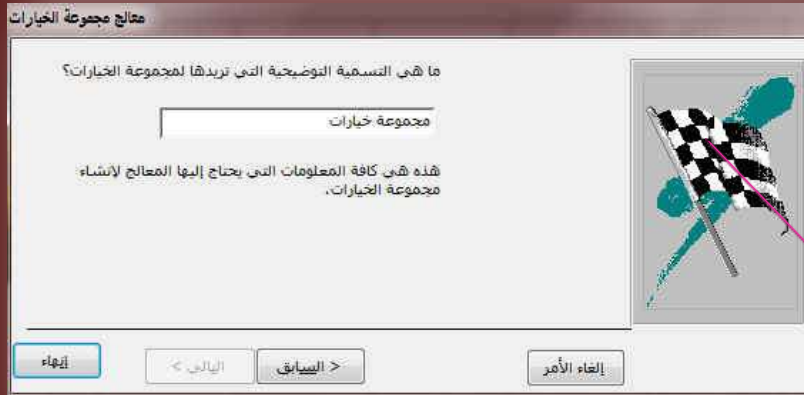 معالج مجموعة الخيارات
ما هي التسمية التوضيحية التي تريدها لمجموعة الخيارات؟
مجموعة خيارات
هذه هي كافة المعلومات التي يحتاج إليها المعالج لإنشاء
مجموعة الخيارات.
إلغاء الأمر
< السابق
التالي >
إنهاء